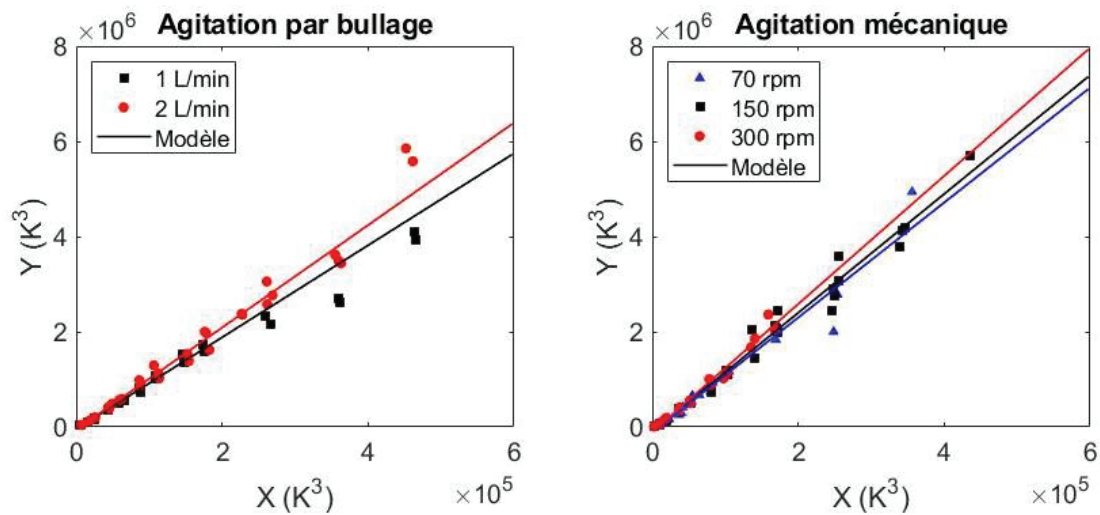 Agitation par bullage
×10⁶
8
6
4
2
0
Y (K³)
1 L/min
2 L/min
Modèle
0 2 4 6
X (K³)
×10⁵
Agitation mécanique
×10⁶
8
6
4
2
0
Y (K³)
70 rpm
150 rpm
300 rpm
Modèle
0 2 4 6
X (K³)
×10⁵